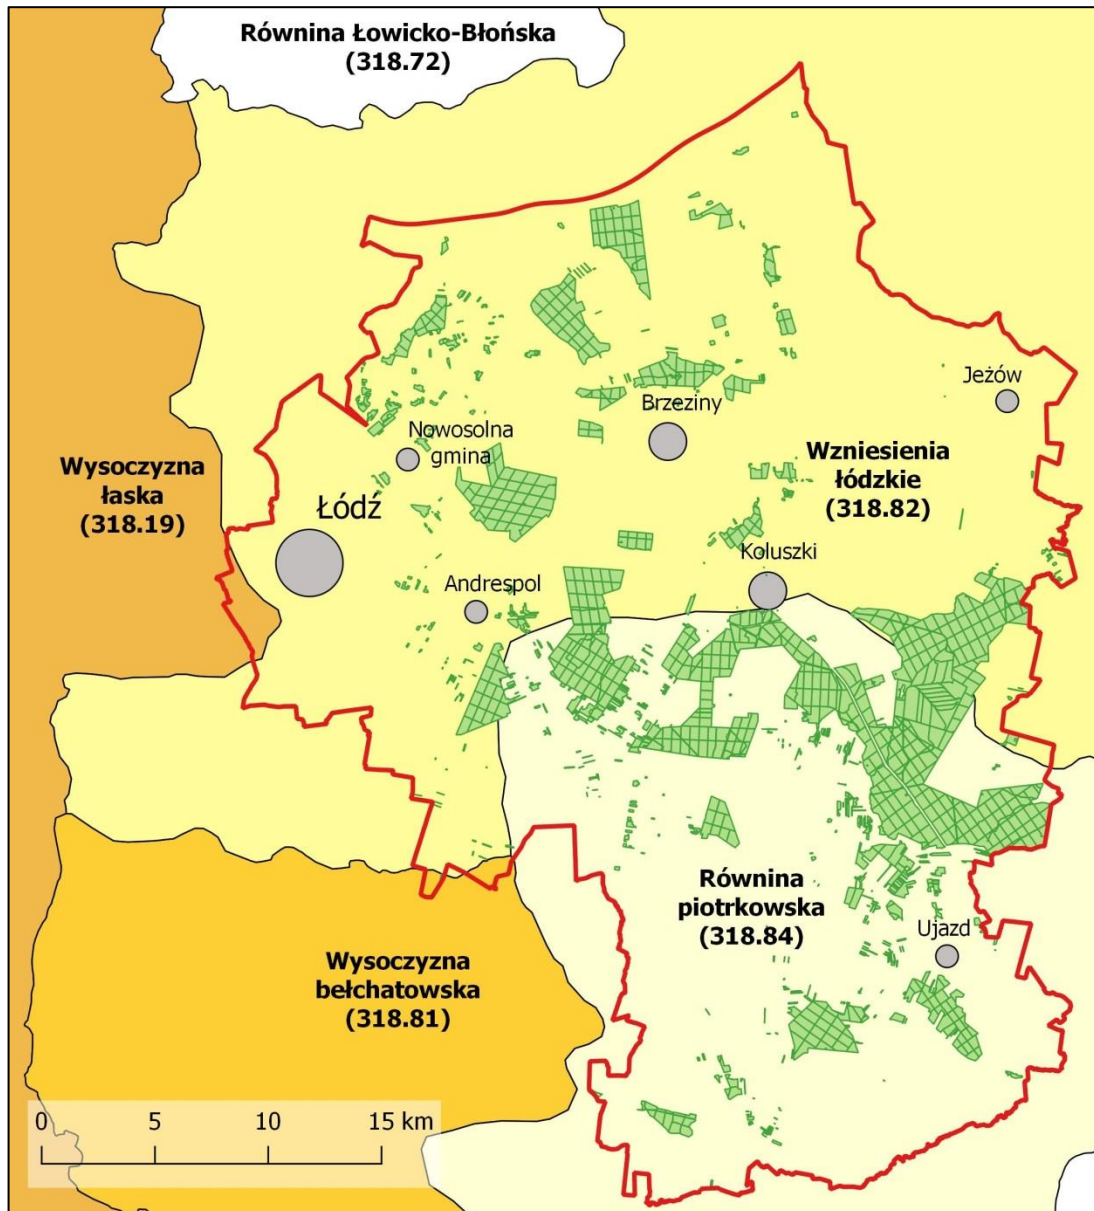 Równina Łowicko-Błońska
(318.72)
Jeżów
Brzeziny
Nowosolna
gmina
Wzniesienia
łódzkie
(318.82)
Wysoczyzna
łaska
(318.19)
Łódź
Koluszki
Andrespol
Równina
piotrkowska
(318.84)
Ujazd
Wysoczyzna
bełchatowska
(318.81)
0 5 10 15 km